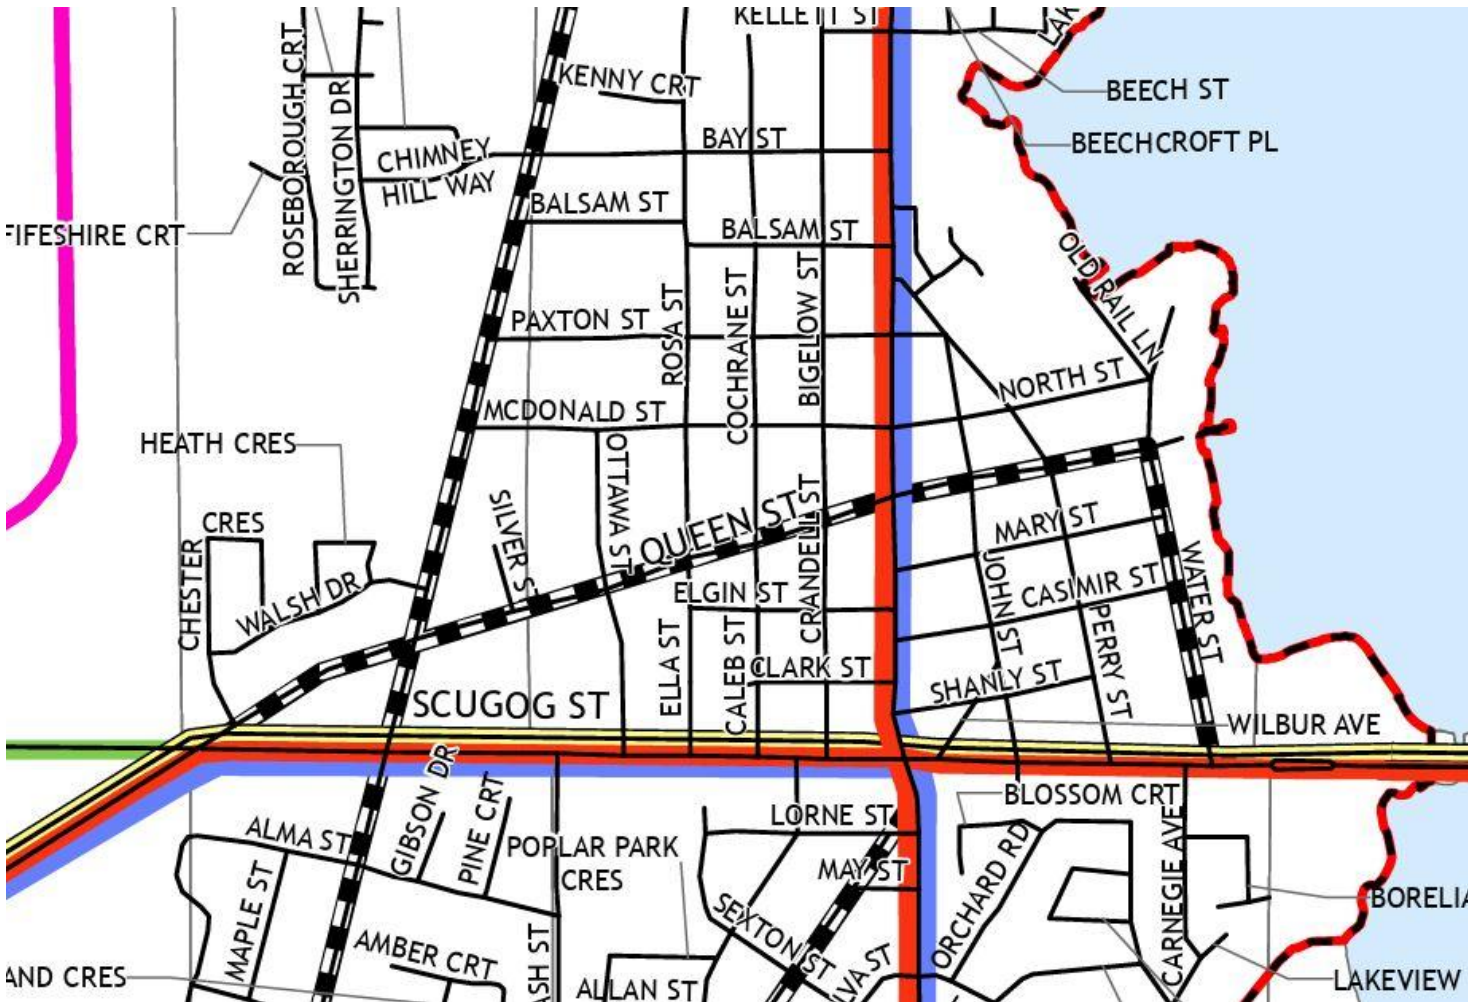 KELLETT ST
LAK
ROSEBOROUGH CRT
SHERRINGTON DR
KENNY CRT
BEECH ST
BAY ST
BEECHCROFT PL
CHIMNEY
HILL WAY
BALSAM ST
FIFESHIRE CRT
BALSAM ST
OLD RAIL LN
PAXTON ST
ROSA ST
COCHRANE ST
BIGELOW ST
NORTH ST
MCDONALD ST
HEATH CRES
OTTAWA ST
SILVER S
QUEEN ST
CRANDELL ST
MARY ST
CRES
CHESTER
WALSH DR
ELGIN ST
JOHN ST
CASIMIR ST
WATER ST
PERRY ST
ELLA ST
CALEB ST
CLARK ST
SHANLY ST
SCUGOG ST
WILBUR AVE
GIBSON DR
PINE CRT
BLOSSOM CRT
LORNE ST
ALMA ST
POPLAR PARK
CRES
MAY ST
ORCHARD RD
CARNEGIE AVE
BORELIA
MAPLE ST
SEXTON ST
AMBER CRT
ASH ST
LVA ST
AND CRES
ALLAN ST
LAKEVIEW